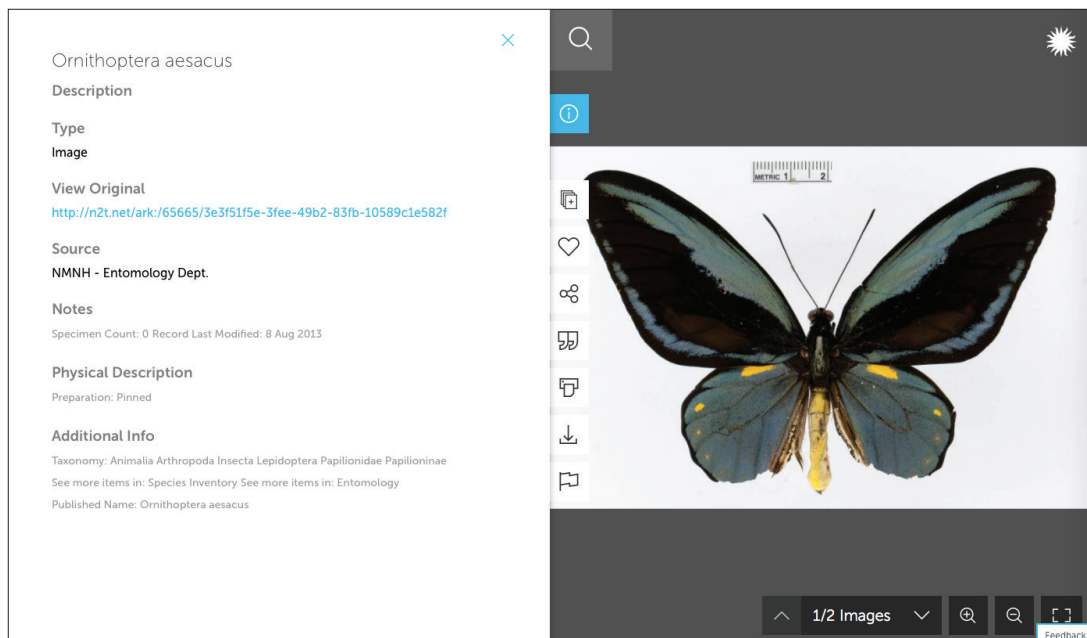 Ornithoptera aesacus
Description
Type
Image
View Original
http://n2t.net/ark:/65665/3e3f51f5e-3fee-49b2-83fb-10589c1e582f
Source
NMNH - Entomology Dept.
Notes
Specimen Count: 0 Record Last Modified: 8 Aug 2013
Physical Description
Preparation: Pinned
Additional Info
Taxonomy: Animalia Arthropoda Insecta Lepidoptera Papilionidae Papilioninae
See more items in: Species Inventory See more items in: Entomology
Published Name: Ornithoptera aesacus
METRIC 1 2
1/2 Images
Feedback